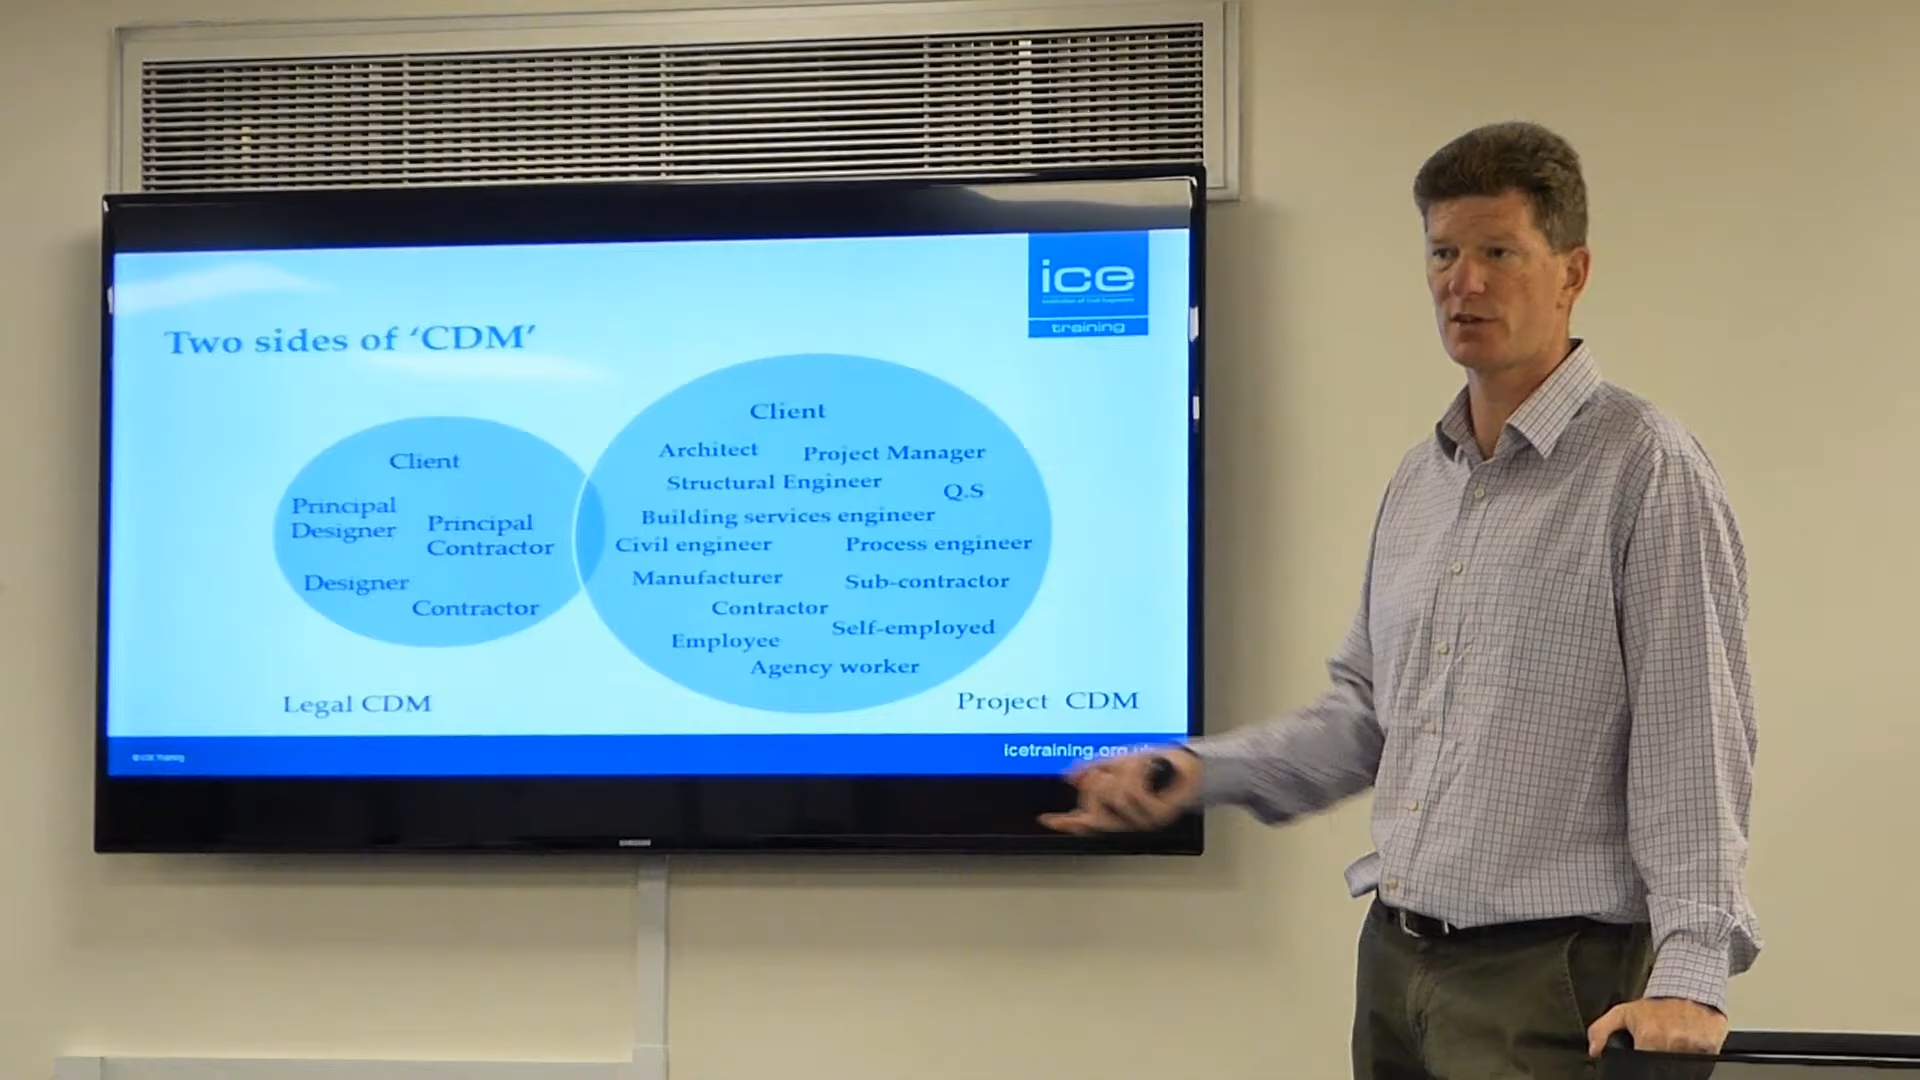 ice
training
Two sides of ‘CDM’
Client
Principal
Designer
Principal
Contractor
Designer
Contractor
Legal CDM
Client
Architect
Project Manager
Structural Engineer
Q.S
Building services engineer
Civil engineer
Process engineer
Manufacturer
Sub-contractor
Contractor
Self-employed
Employee
Agency worker
Project CDM
© ICE Training
icetraining.org